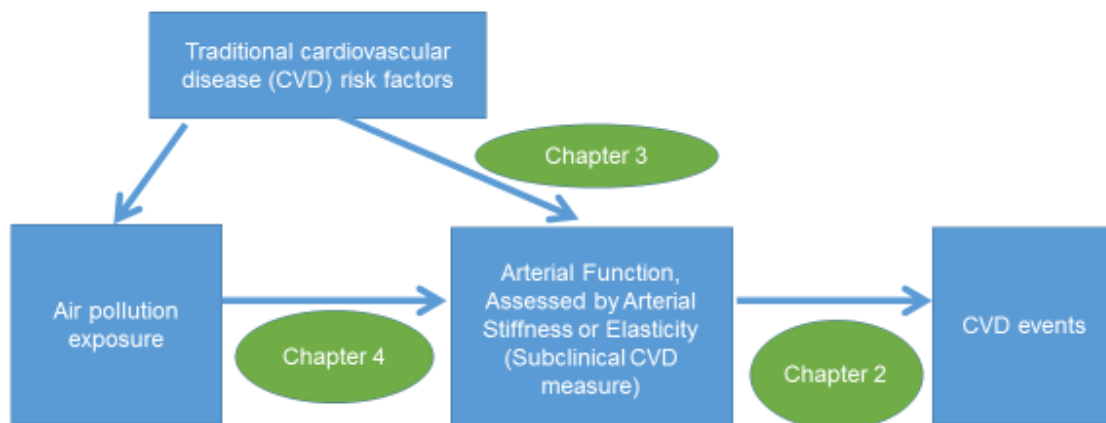 Traditional cardiovascular
disease (CVD) risk factors
Chapter 3
Air pollution
exposure
Chapter 4
Arterial Function,
Assessed by Arterial
Stiffness or Elasticity
(Subclinical CVD
measure)
Chapter 2
CVD events